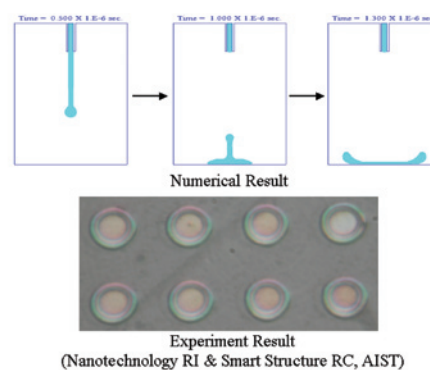 Time = 0.500 X 1.E-6 sec.
Time = 1.000 X 1.E-6 sec.
Time = 1.300 X 1.E-6 sec.
Numerical Result
Experiment Result
(Nanotechnology RI & Smart Structure RC, AIST)